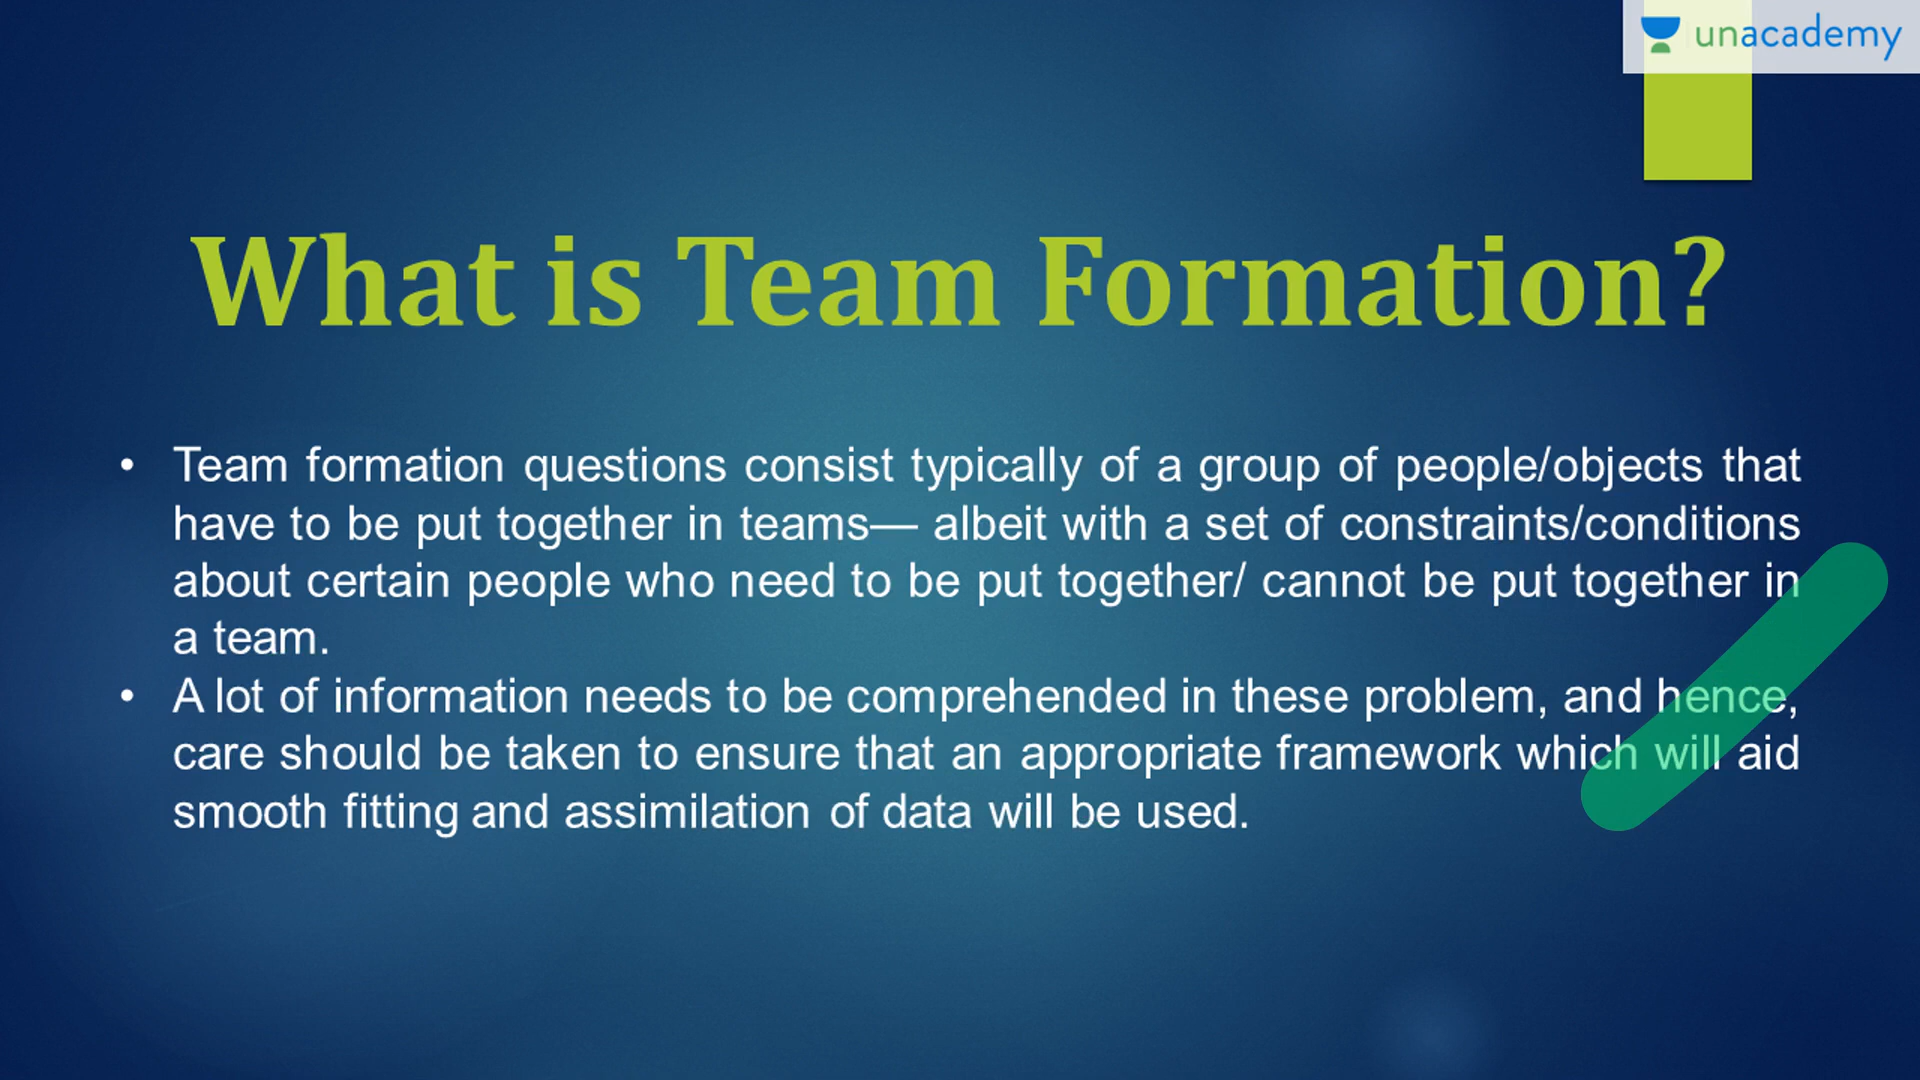 unacademy
What is Team Formation?
• Team formation questions consist typically of a group of people/objects that
have to be put together in teams— albeit with a set of constraints/conditions
about certain people who need to be put together/ cannot be put together in
a team.
• A lot of information needs to be comprehended in these problem, and hence,
care should be taken to ensure that an appropriate framework which will aid
smooth fitting and assimilation of data will be used.